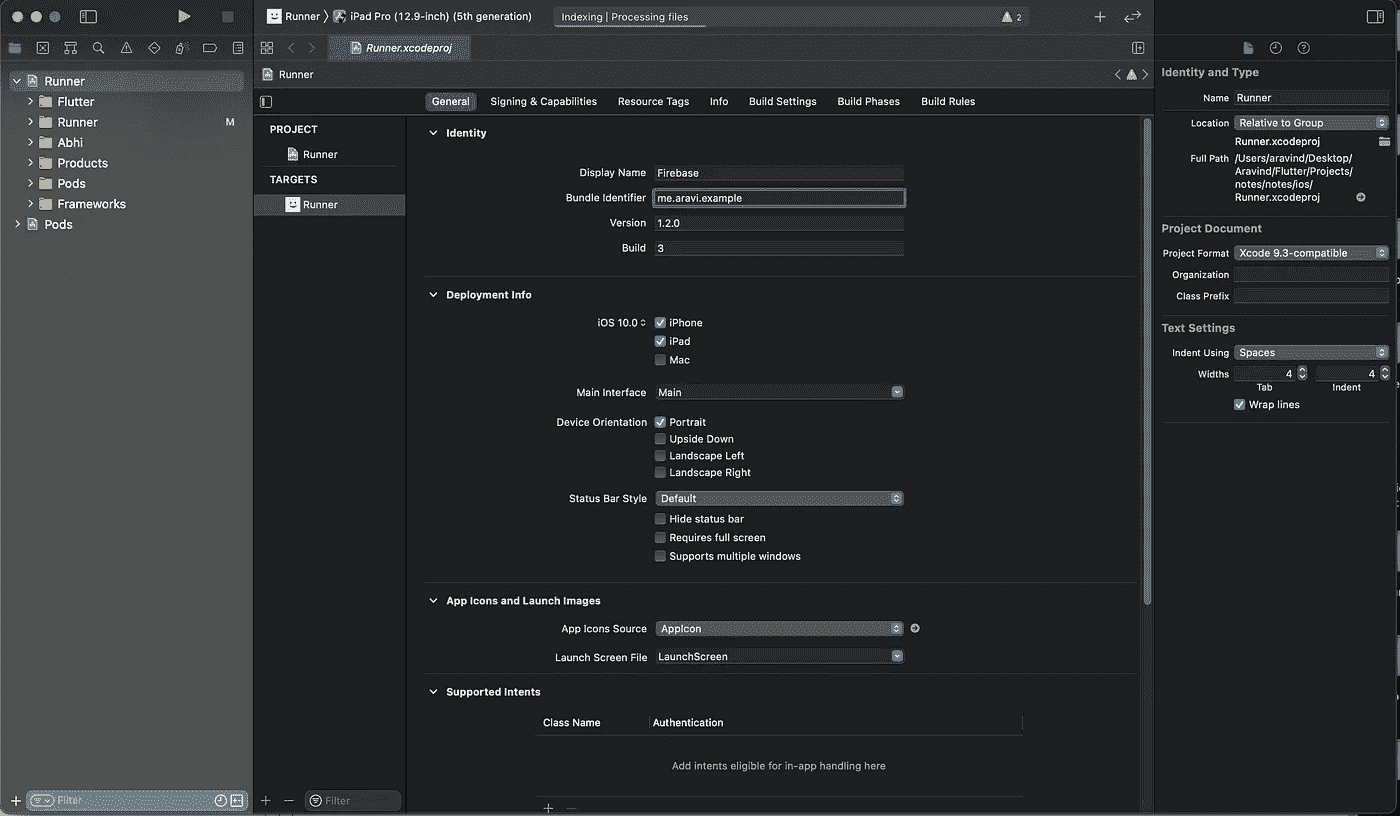 Runner
iPad Pro (12.9-inch) (5th generation)
Indexing | Processing files
2
Runner.xcodeproj
Runner
Flutter
Runner M
Abhi
Products
Pods
Frameworks
Pods
Filter
Runner
General Signing & Capabilities Resource Tags Info Build Settings Build Phases Build Rules
PROJECT
Runner
TARGETS
Runner
Filter
Identity
Display Name Firebase
Bundle Identifier me.aravi.example
Version 1.2.0
Build 3
Deployment Info
iOS 10.0 iPhone
iPad
Mac
Main Interface Main
Device Orientation Portrait
Upside Down
Landscape Left
Landscape Right
Status Bar Style Default
Hide status bar
Requires full screen
Supports multiple windows
App Icons and Launch Images
App Icons Source AppIcon
Launch Screen File LaunchScreen
Supported Intents
Class Name Authentication
Add intents eligible for in-app handling here
Identity and Type
Name Runner
Location Relative to Group
Runner.xcodeproj
Full Path /Users/aravind/Desktop/
Aravind/Flutter/Projects/
notes/notes/ios/
Runner.xcodeproj
Project Document
Project Format Xcode 9.3-compatible
Organization
Class Prefix
Text Settings
Indent Using Spaces
Widths 4 4
Tab Indent
Wrap lines